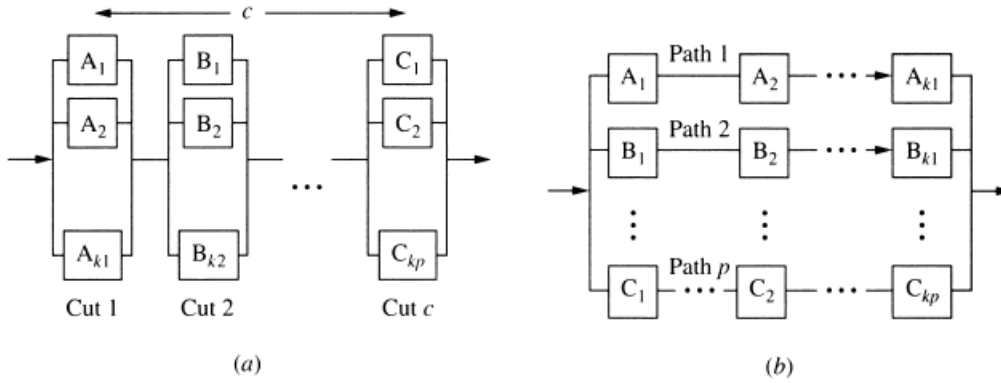 c
A1 B1 C1
A2 B2 C2
...
Ak1 Bk2 Ckp
Cut 1 Cut 2 Cut c
(a)
Path 1
A1 A2 ... Ak1
Path 2
B1 B2 ... Bk1
Path p
C1 ... C2 ... Ckp
(b)